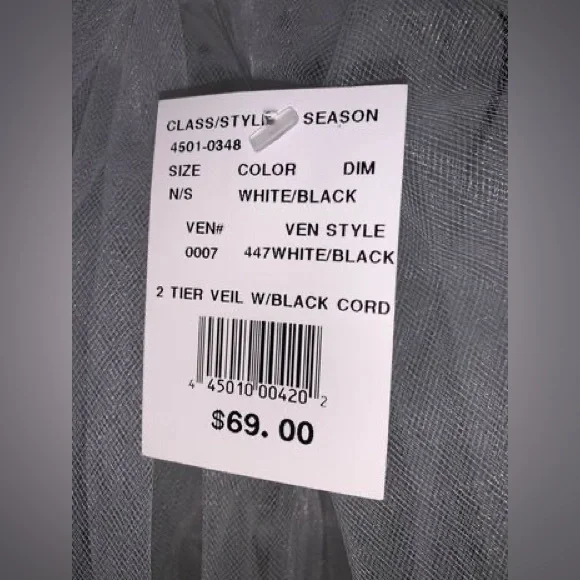 CLASS/STYLE SEASON
4501-0348
SIZE COLOR DIM
N/S WHITE/BLACK
VEN# VEN STYLE
0007 447WHITE/BLACK
2 TIER VEIL W/BLACK CORD
4 45010 00420 2
$69.00